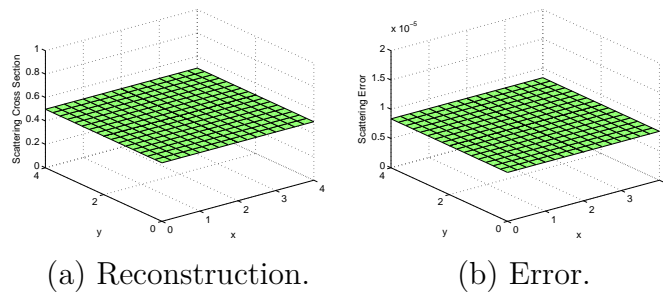 1
0.8
0.6
0.4
0.2
0
Scattering Cross Section
4
2
0
y
0
1
2
3
4
x
x 10⁻⁵
2
1.5
1
0.5
0
Scattering Error
4
2
0
y
0
1
2
3
x
(a) Reconstruction.
(b) Error.